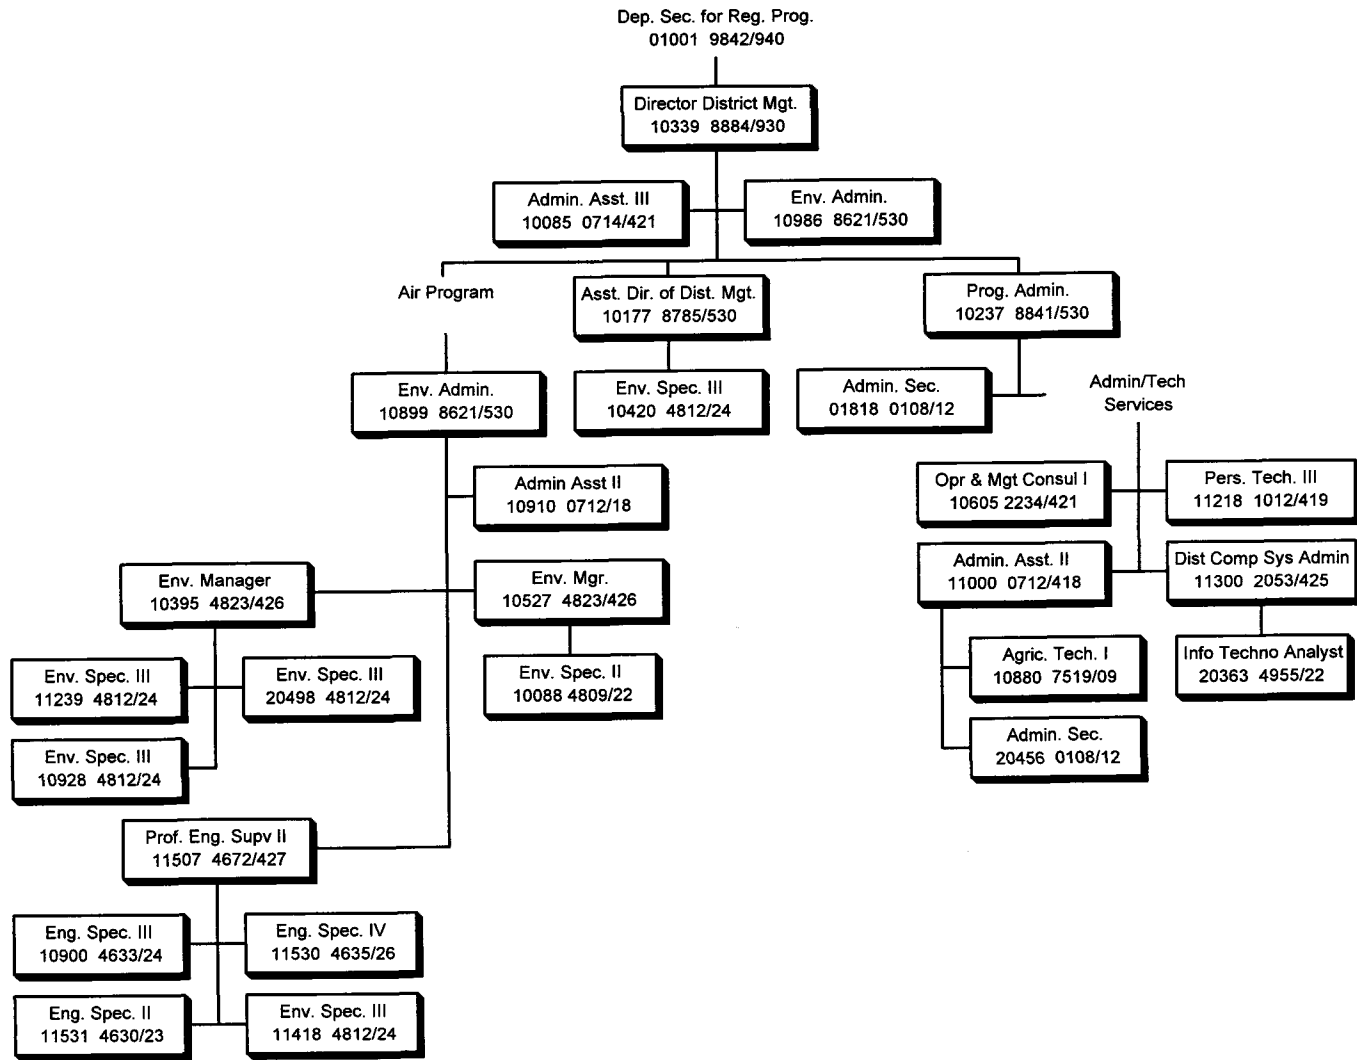 Dep. Sec. for Reg. Prog.
01001 9842/940
Director District Mgt.
10339 8884/930
Admin. Asst. III
10085 0714/421
Env. Admin.
10986 8621/530
Air Program
Asst. Dir. of Dist. Mgt.
10177 8785/530
Prog. Admin.
10237 8841/530
Env. Admin.
10899 8621/530
Env. Spec. III
10420 4812/24
Admin. Sec.
01818 0108/12
Admin/Tech
Services
Admin Asst II
10910 0712/18
Opr & Mgt Consul I
10605 2234/421
Pers. Tech. III
11218 1012/419
Env. Manager
10395 4823/426
Env. Mgr.
10527 4823/426
Admin. Asst. II
11000 0712/418
Dist Comp Sys Admin
11300 2053/425
Env. Spec. III
11239 4812/24
Env. Spec. III
20498 4812/24
Env. Spec. II
10088 4809/22
Agric. Tech. I
10880 7519/09
Info Techno Analyst
20363 4955/22
Env. Spec. III
10928 4812/24
Admin. Sec.
20456 0108/12
Prof. Eng. Supv II
11507 4672/427
Eng. Spec. III
10900 4633/24
Eng. Spec. IV
11530 4635/26
Eng. Spec. II
11531 4630/23
Env. Spec. III
11418 4812/24